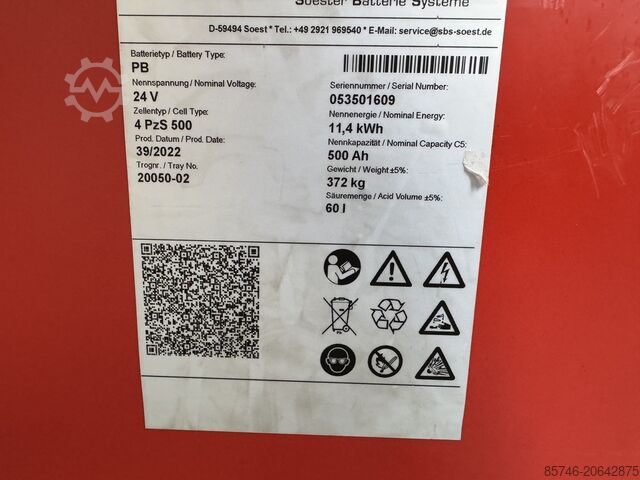 Soester Batterie Systeme
D-59494 Soest * Tel.: +49 2921 969540 * E-Mail: service@sbs-soest.de
Batterietyp / Battery Type:
PB
Nennspannung / Nominal Voltage:
24 V
Zellentyp / Cell Type:
4 PzS 500
Prod. Datum / Prod. Date:
39/2022
Trognr. / Tray No.
20050-02
Seriennummer / Serial Number:
053501609
Nennenergie / Nominal Energy:
11,4 kWh
Nennkapazität / Nominal Capacity C5:
500 Ah
Gewicht / Weight ±5%:
372 kg
Säuremenge / Acid Volume ±5%:
60 l
Pb
85746-20642875